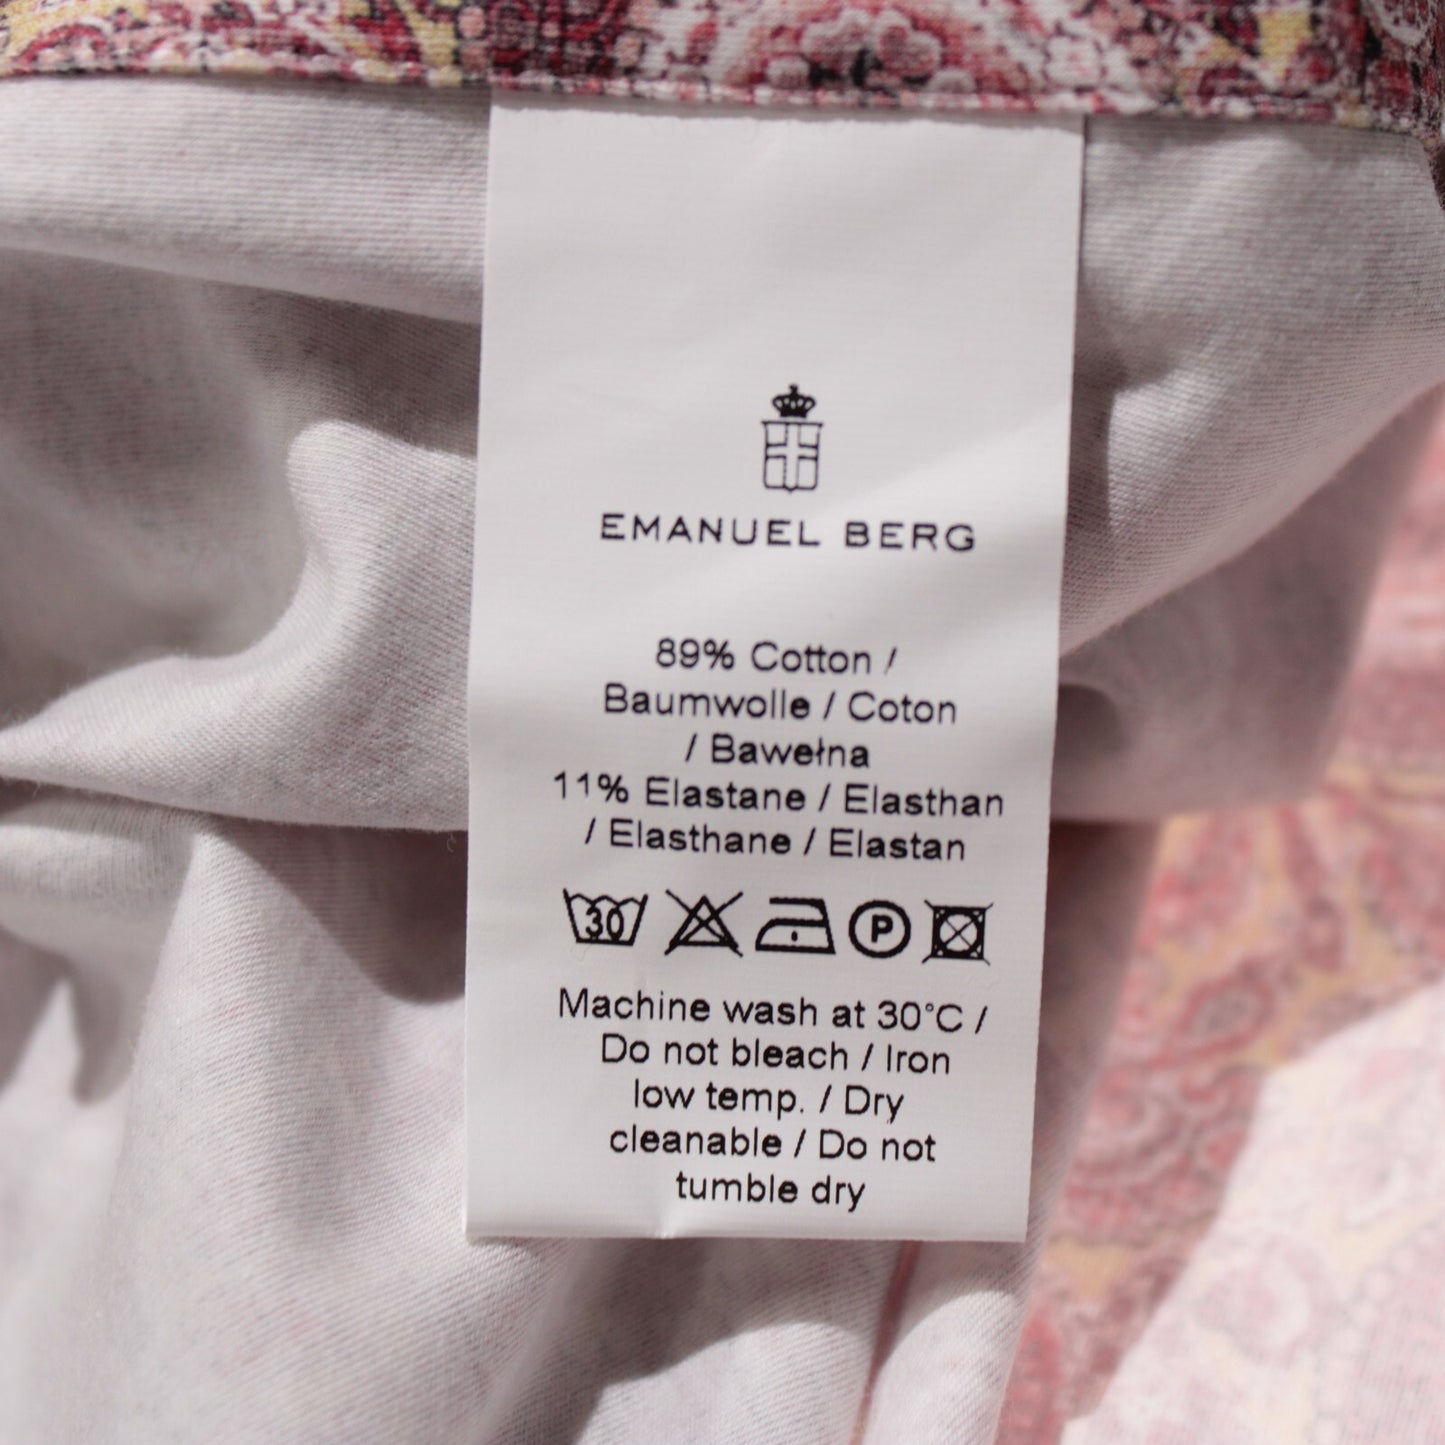 EMANUEL BERG
89% Cotton /
Baumwolle / Coton
/ Bawełna
11% Elastane / Elasthan
/ Elasthane / Elastan
30 P
Machine wash at 30°C /
Do not bleach / Iron
low temp. / Dry
cleanable / Do not
tumble dry